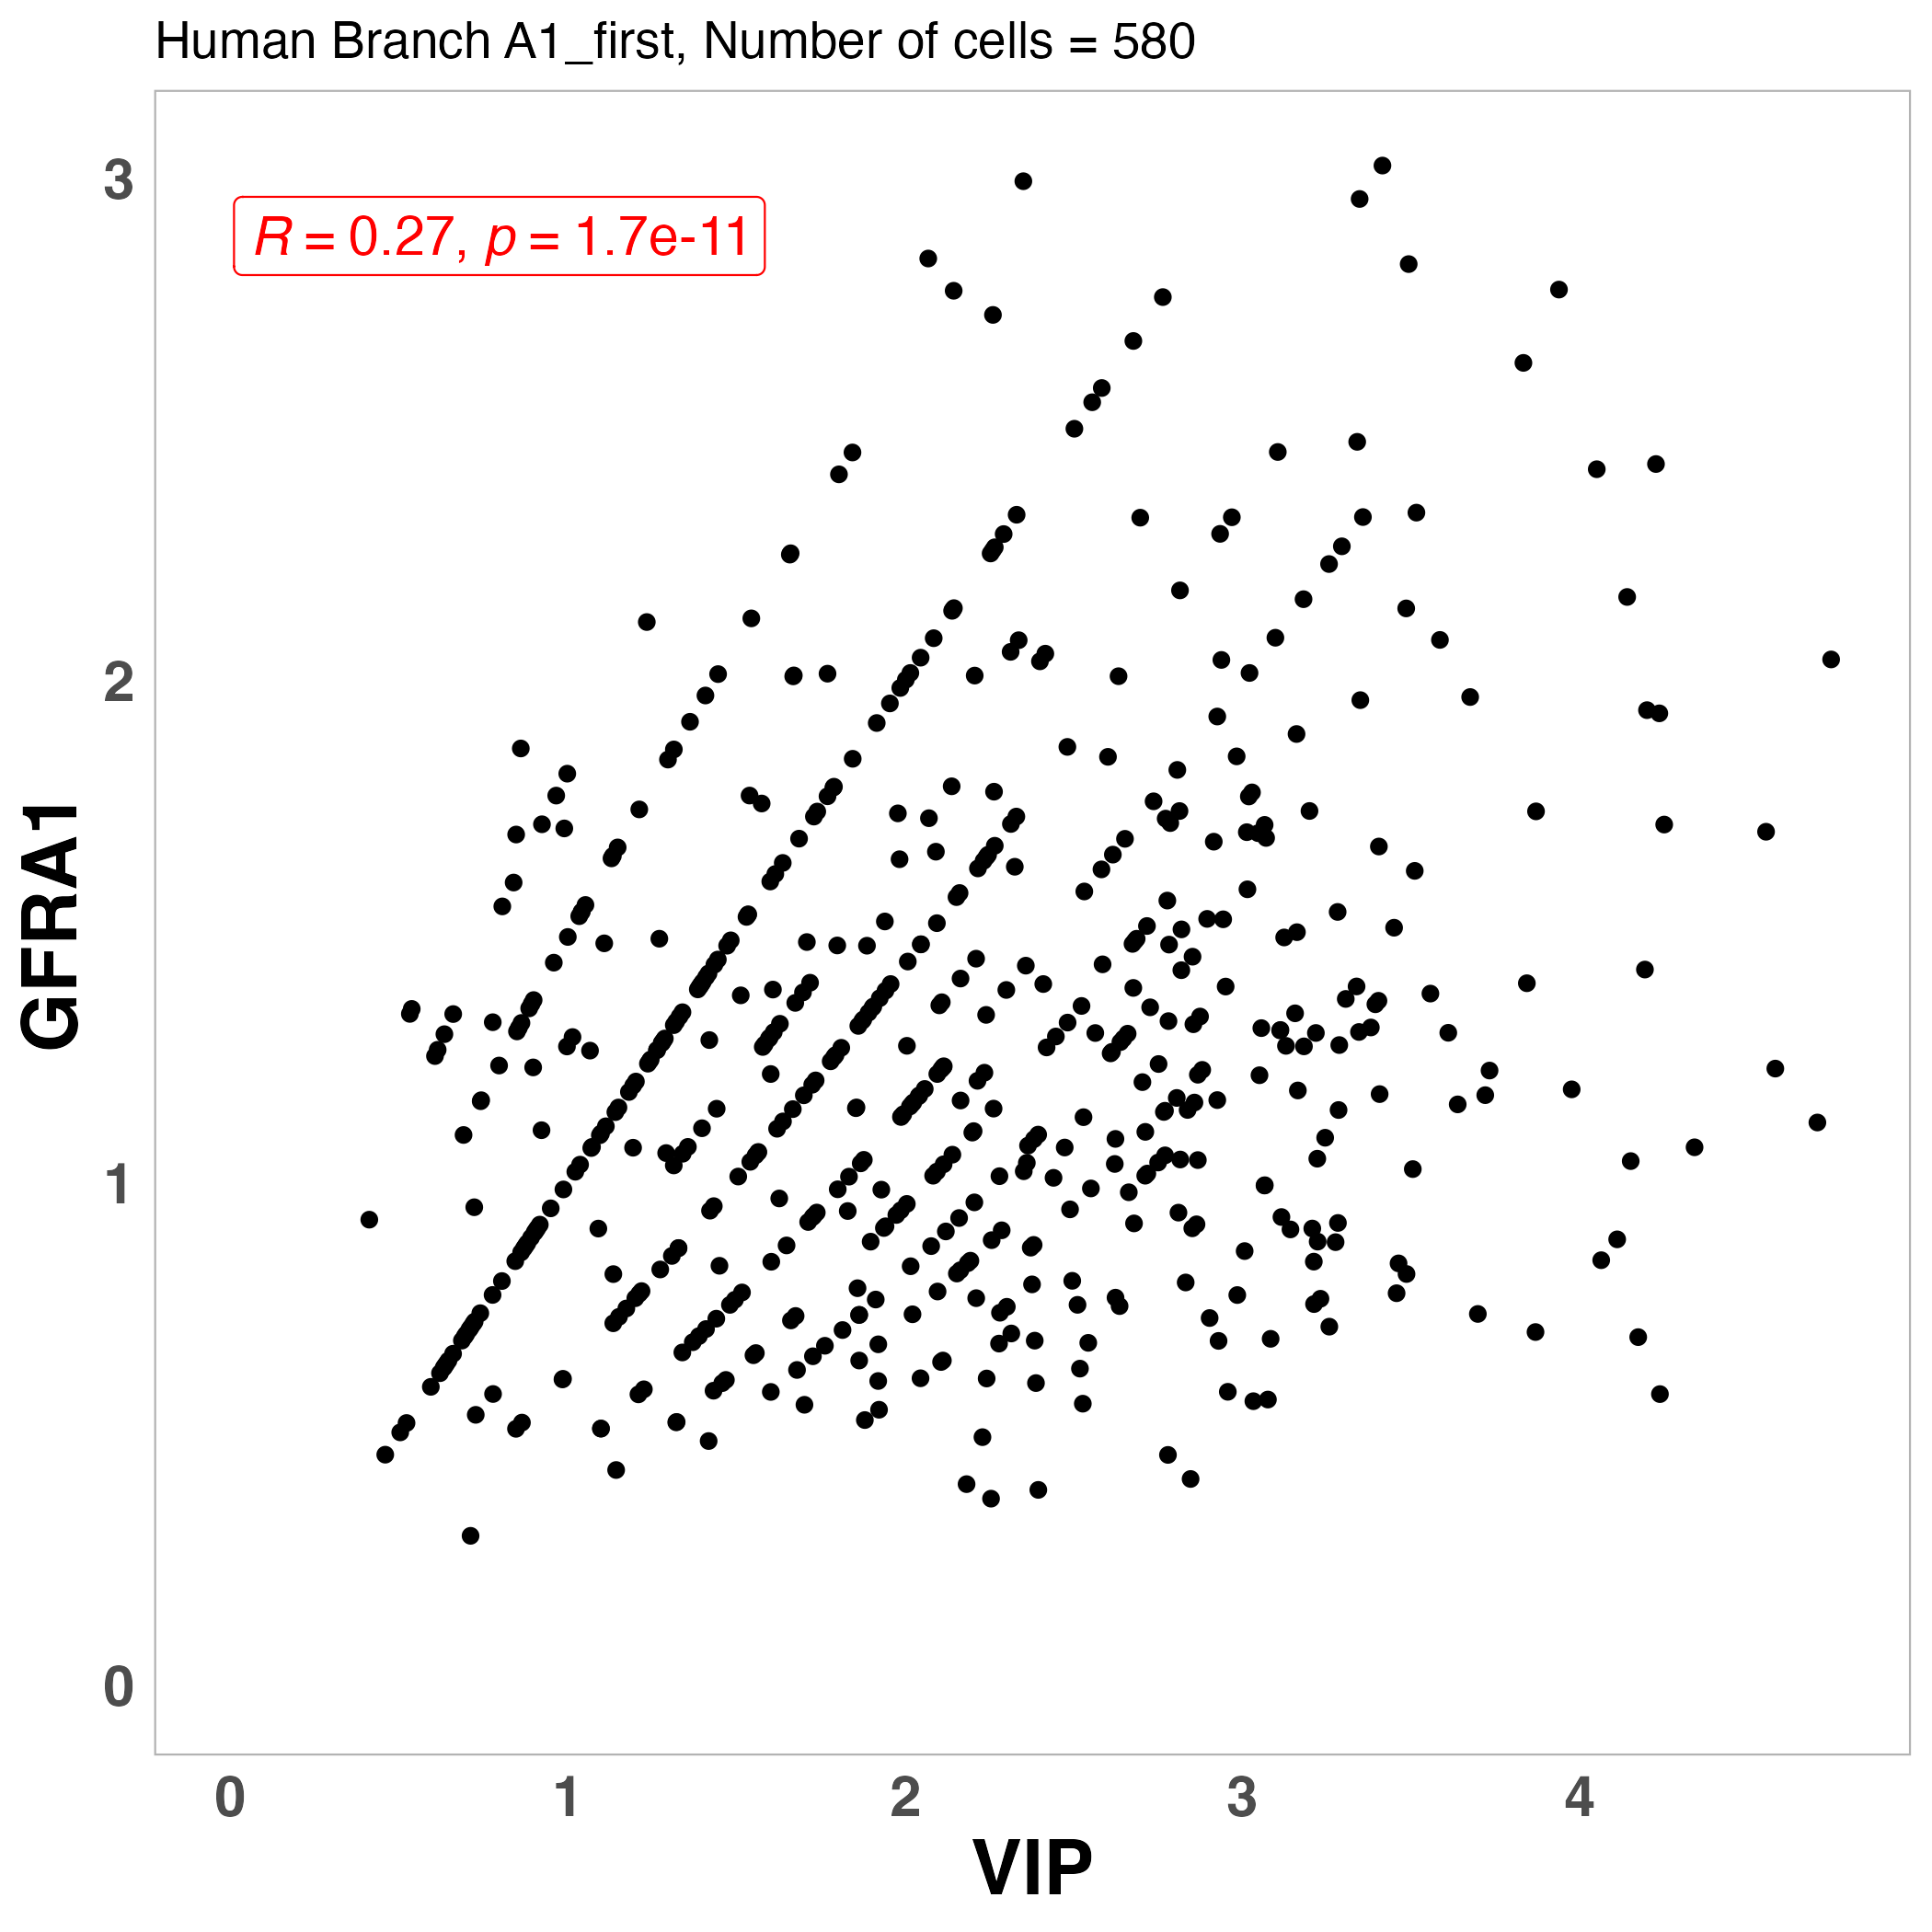 Human Branch A1_first, Number of cells = 580
R = 0.27, p = 1.7e-11
3
2
1
0
GFRA1
0 1 2 3 4
VIP